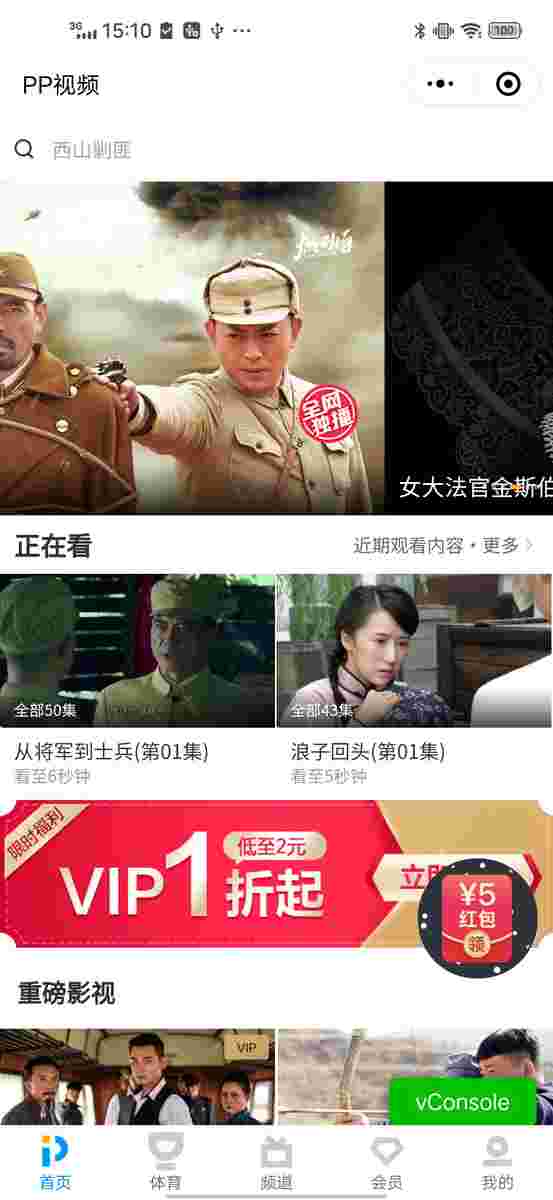 3G 15:10 100
PP视频
西山剿匪
全网
独播
女大法官金斯伯
正在看
近期观看内容·更多
全部50集
全部43集
从将军到士兵(第01集)
浪子回头(第01集)
看至6秒钟
看至5秒钟
限时福利
VIP1折起
低至2元
立即
¥5
红包
领
重磅影视
VIP
vConsole
首页
体育
频道
会员
我的